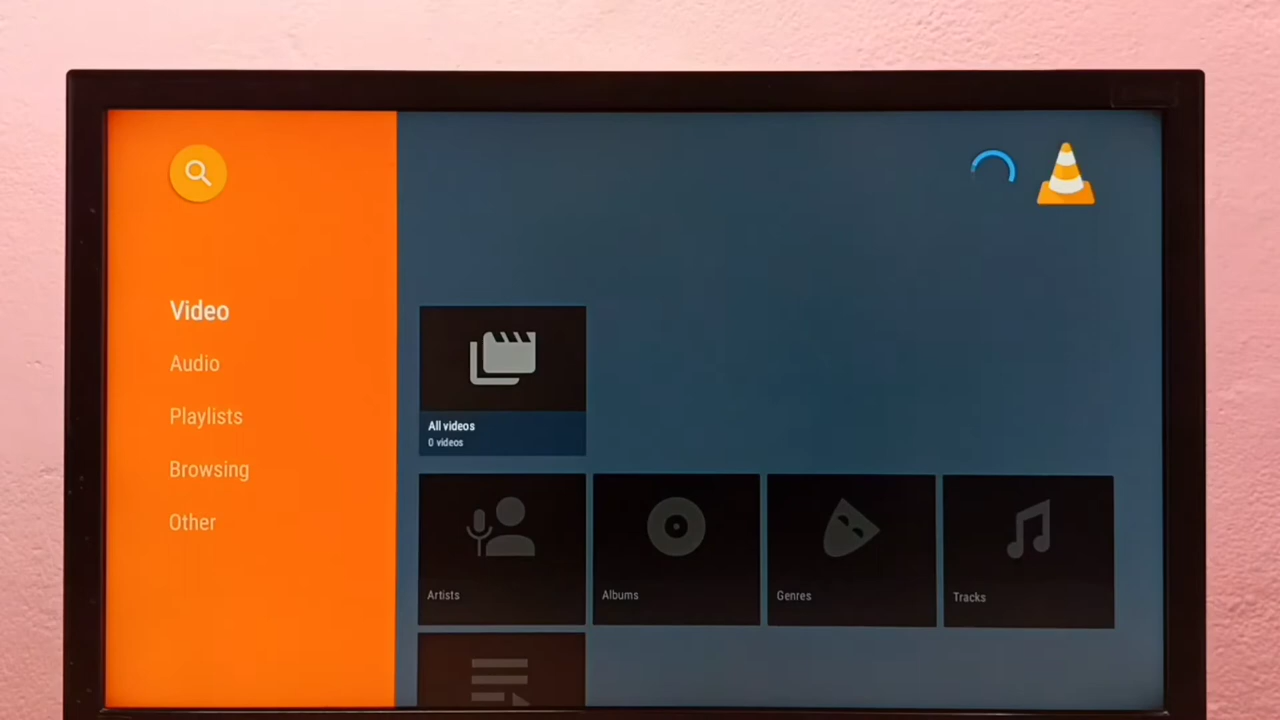 Video
Audio
Playlists
Browsing
Other
All videos
0 videos
Artists
Albums
Genres
Tracks